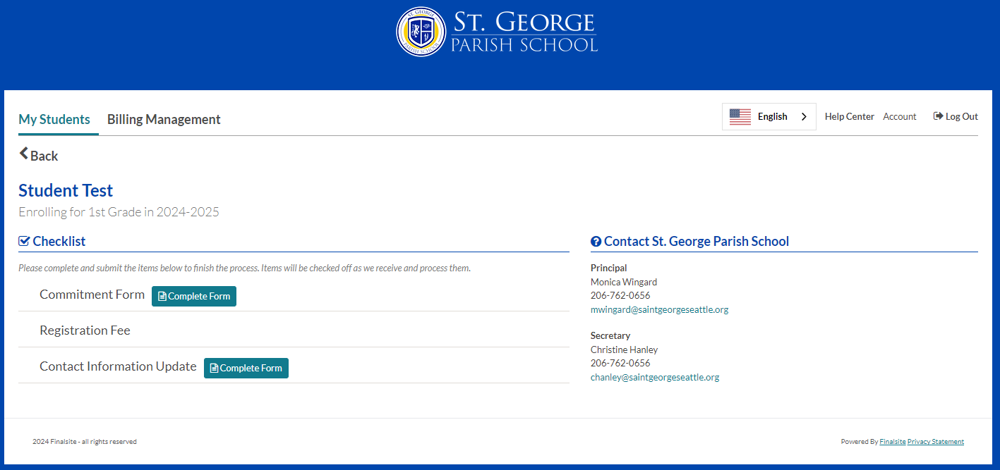 ST. GEORGE
PARISH SCHOOL
ST. GEORGE
PARISH SCHOOL
My Students
Billing Management
English
Help Center
Account
Log Out
Back
Student Test
Enrolling for 1st Grade in 2024-2025
Checklist
Please complete and submit the items below to finish the process. Items will be checked off as we receive and process them.
Commitment Form
Complete Form
Registration Fee
Contact Information Update
Complete Form
Contact St. George Parish School
Principal
Monica Wingard
206-762-0656
mwingard@saintgeorgeseattle.org
Secretary
Christine Hanley
206-762-0656
chanley@saintgeorgeseattle.org
2024 Finalsite - all rights reserved
Powered By Finalsite Privacy Statement